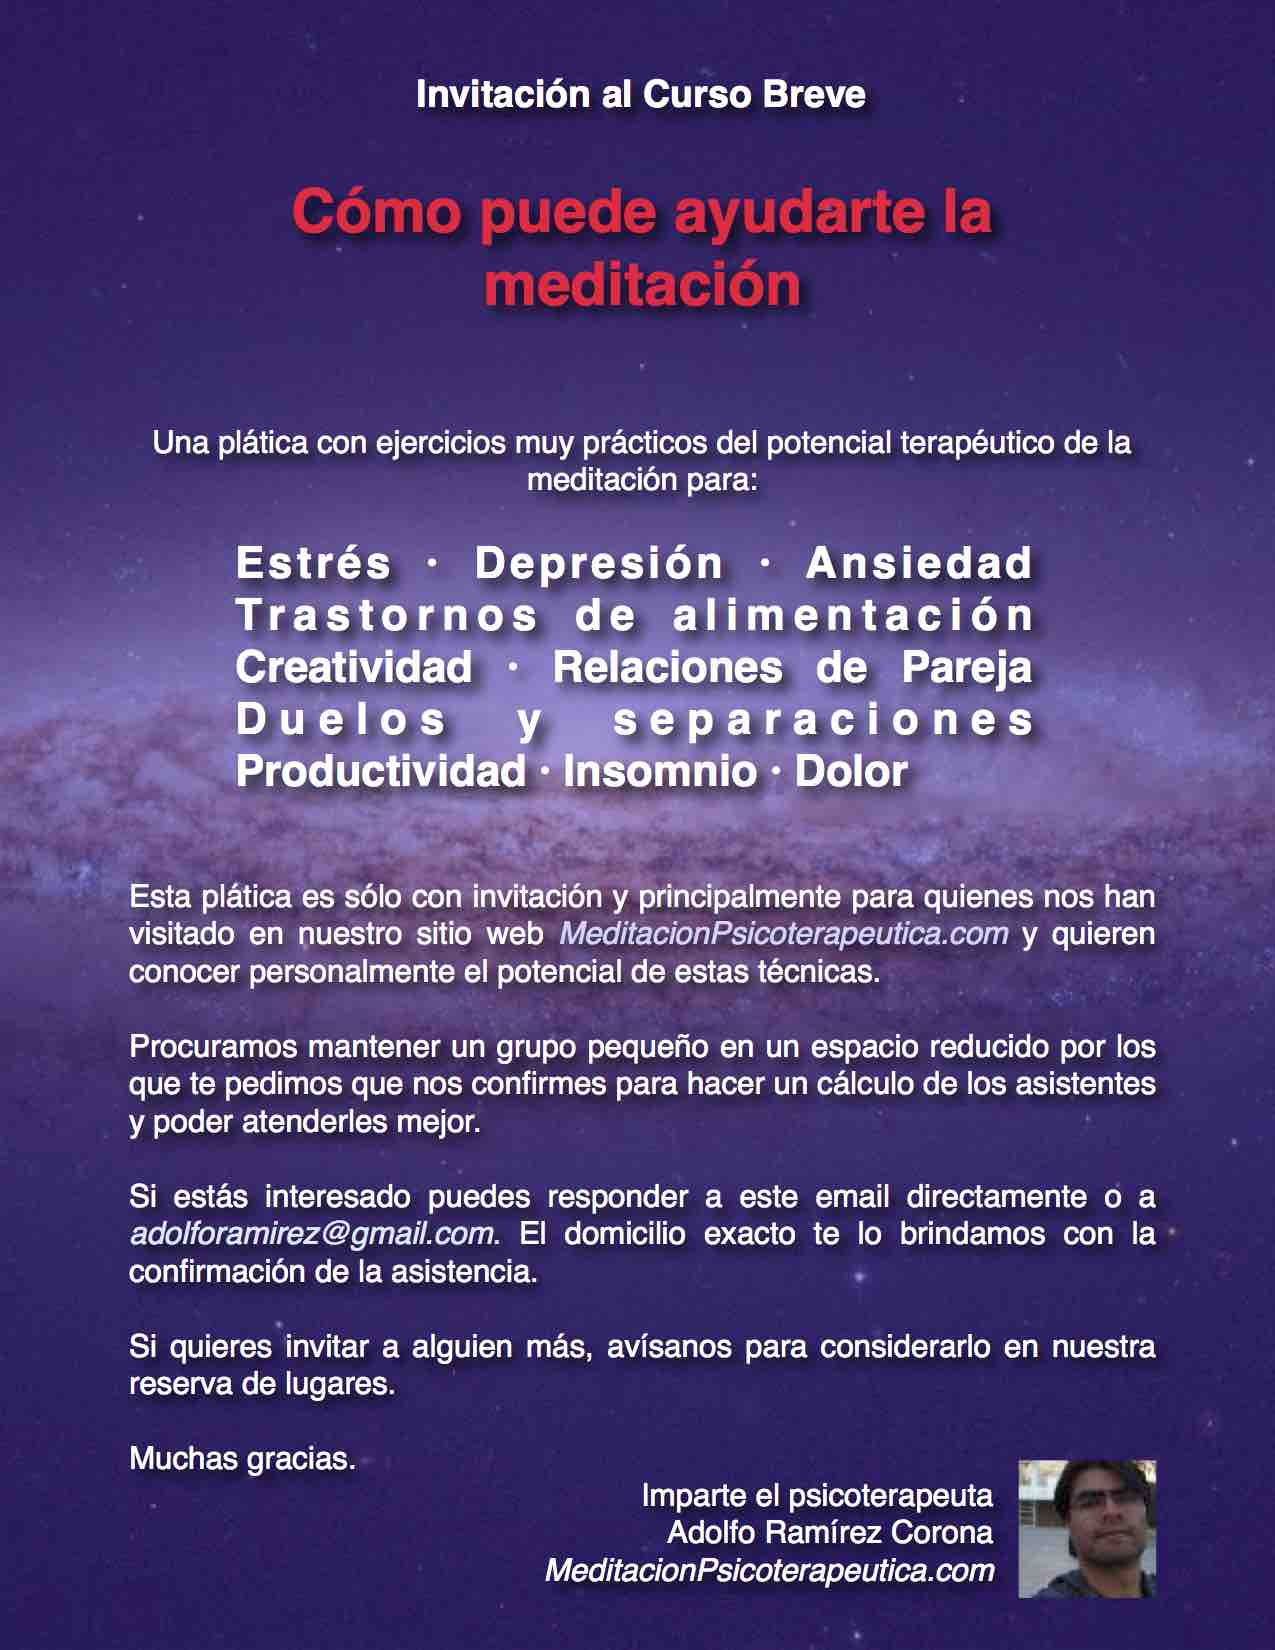 Invitación al Curso Breve
Cómo puede ayudarte la
meditación
Una plática con ejercicios muy prácticos del potencial terapéutico de la
meditación para:
Estrés · Depresión · Ansiedad
Trastornos de alimentación
Creatividad · Relaciones de Pareja
Duelos y separaciones
Productividad · Insomnio · Dolor
Esta plática es sólo con invitación y principalmente para quienes nos han
visitado en nuestro sitio web MeditacionPsicoterapeutica.com y quieren
conocer personalmente el potencial de estas técnicas.
Procuramos mantener un grupo pequeño en un espacio reducido por los
que te pedimos que nos confirmes para hacer un cálculo de los asistentes
y poder atenderles mejor.
Si estás interesado puedes responder a este email directamente o a
adolforamirez@gmail.com. El domicilio exacto te lo brindamos con la
confirmación de la asistencia.
Si quieres invitar a alguien más, avísanos para considerarlo en nuestra
reserva de lugares.
Muchas gracias.
Imparte el psicoterapeuta
Adolfo Ramírez Corona
MeditacionPsicoterapeutica.com